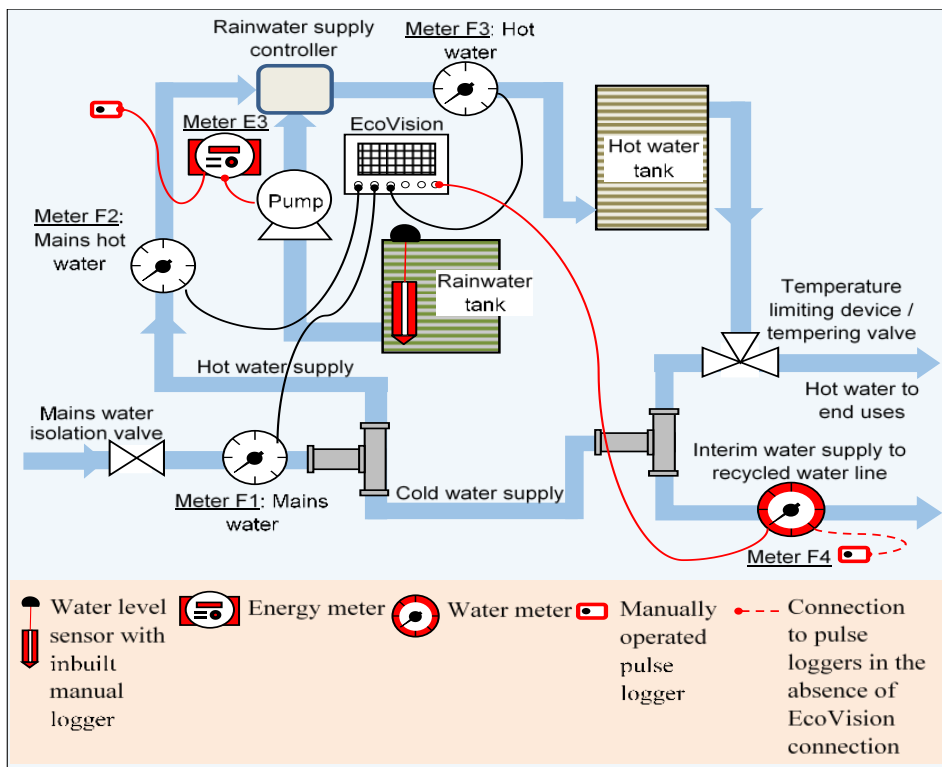 Rainwater supply
controller
Meter F3: Hot
water
Meter E3
EcoVision
Hot water
tank
Pump
Meter F2:
Mains hot
water
Rainwater
tank
Temperature
limiting device /
tempering valve
Hot water supply
Hot water to
end uses
Mains water
isolation valve
Interim water supply to
recycled water line
Cold water supply
Meter F1: Mains
water
Meter F4
Water level
sensor with
inbuilt
manual
logger
Energy meter
Water meter
Manually
operated
pulse
logger
Connection
to pulse
loggers in the
absence of
EcoVision
connection